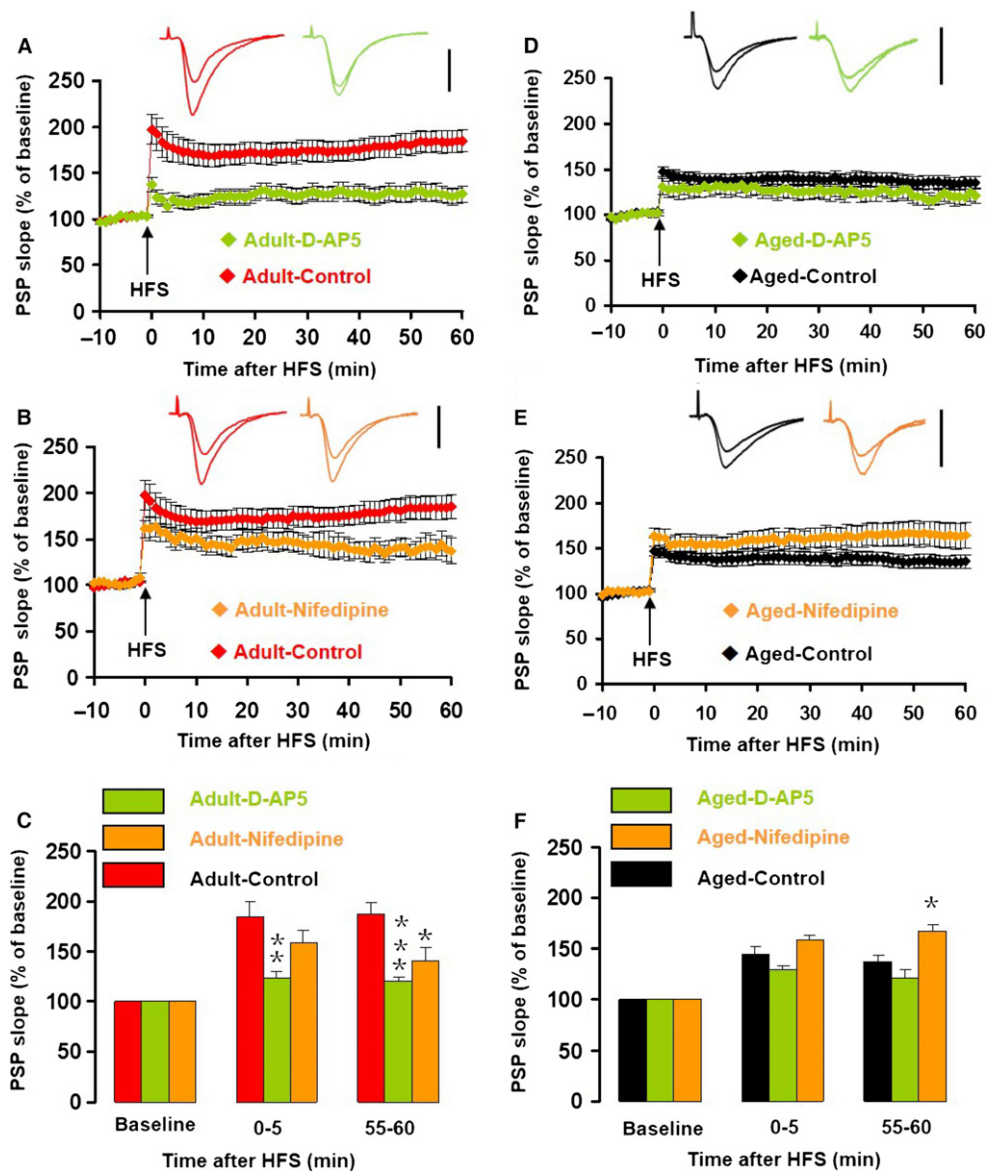 A
250
200
150
100
50
0
PSP slope (% of baseline)
HFS
Adult-D-AP5
Adult-Control
–10 0 10 20 30 40 50 60
Time after HFS (min)
D
250
200
150
100
50
0
PSP slope (% of baseline)
HFS
Aged-D-AP5
Aged-Control
–10 0 10 20 30 40 50 60
Time after HFS (min)
B
250
200
150
100
50
0
PSP slope (% of baseline)
HFS
Adult-Nifedipine
Adult-Control
–10 0 10 20 30 40 50 60
Time after HFS (min)
E
250
200
150
100
50
0
PSP slope (% of baseline)
HFS
Aged-Nifedipine
Aged-Control
–10 0 10 20 30 40 50 60
Time after HFS (min)
C
Adult-D-AP5
Adult-Nifedipine
Adult-Control
250
200
150
100
50
0
PSP slope (% of baseline)
**
***
*
Baseline 0-5 55-60
Time after HFS (min)
F
Aged-D-AP5
Aged-Nifedipine
Aged-Control
250
200
150
100
50
0
PSP slope (% of baseline)
*
Baseline 0-5 55-60
Time after HFS (min)